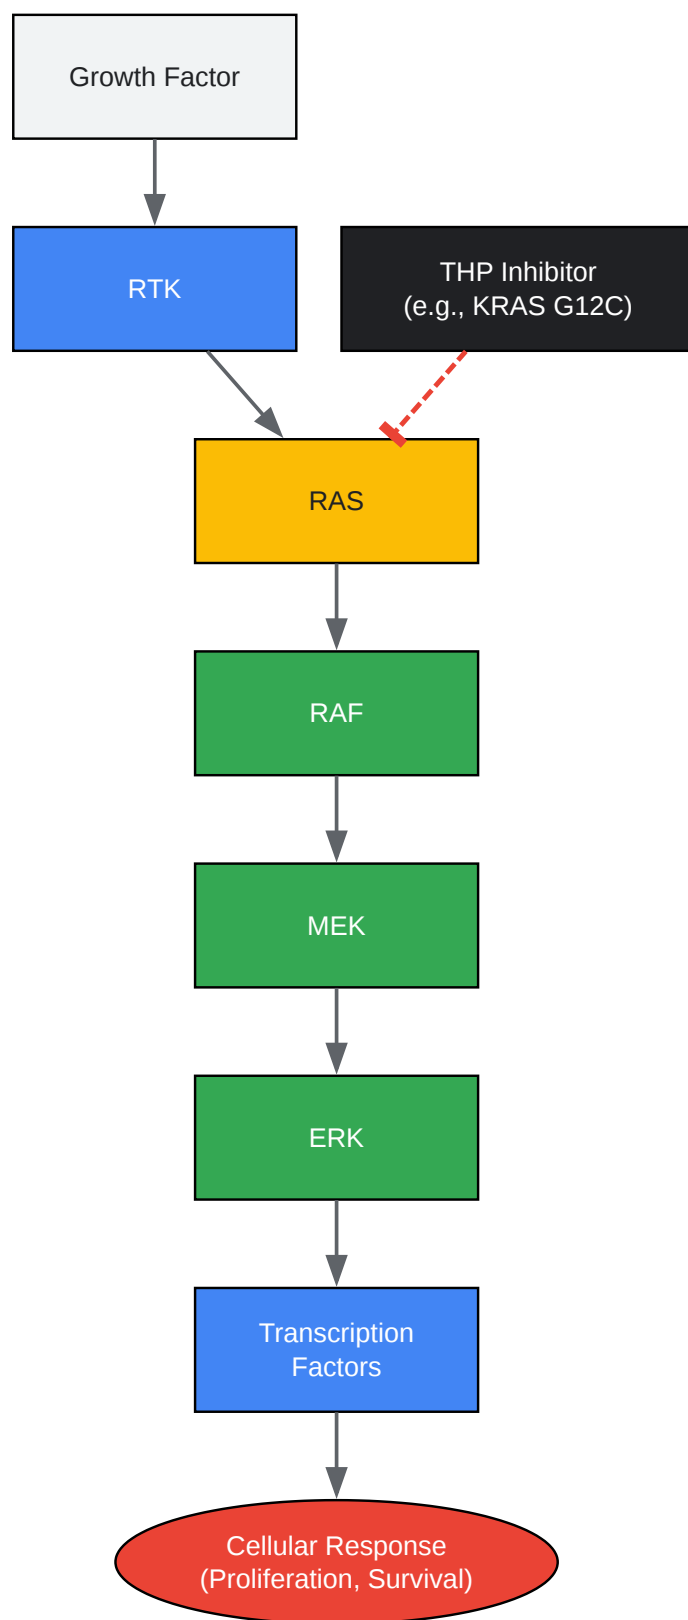 Growth Factor
RTK
THP Inhibitor
(e.g., KRAS G12C)
RAS
RAF
MEK
ERK
Transcription
Factors
Cellular Response
(Proliferation, Survival)